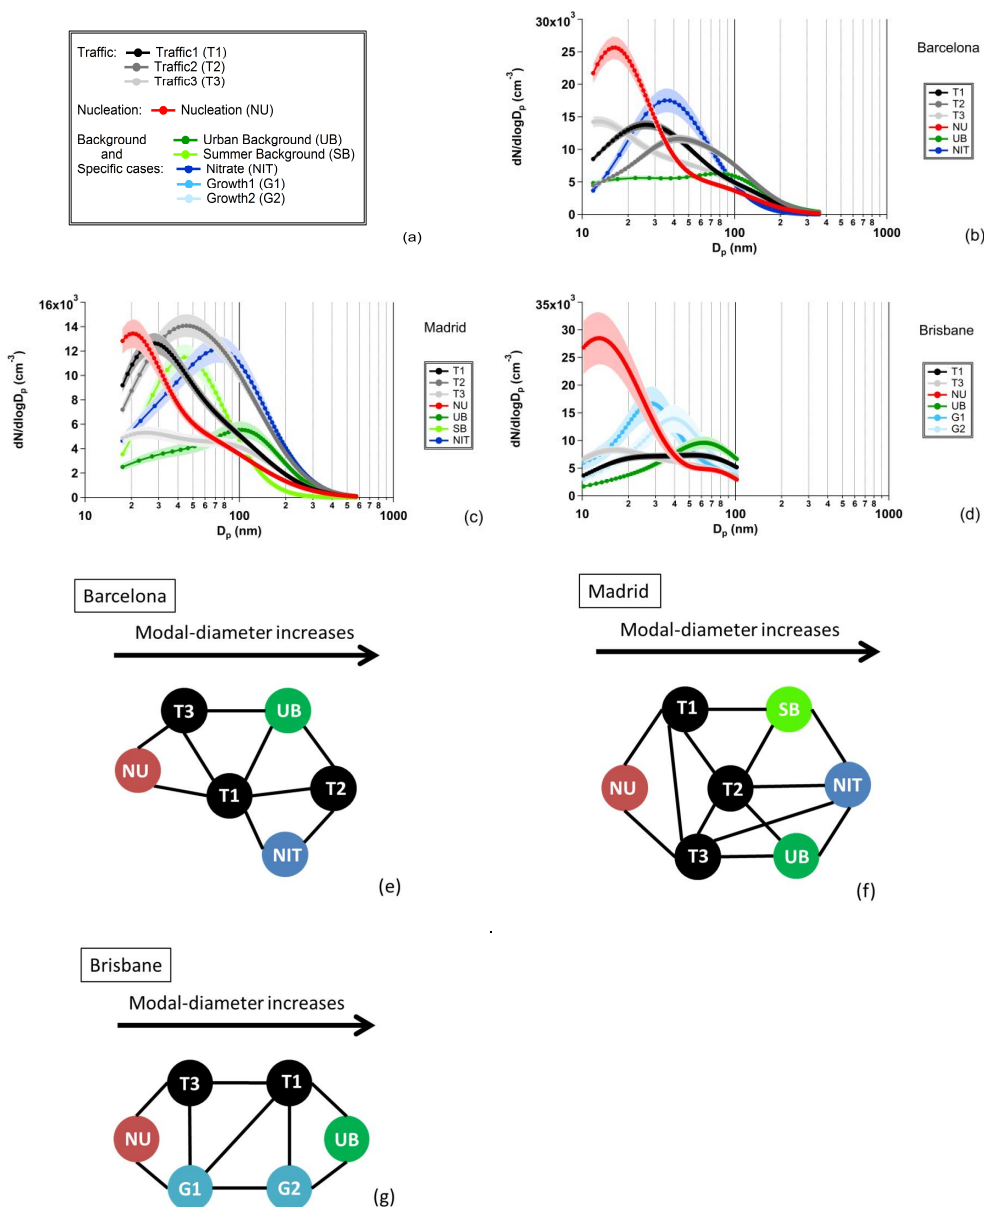 Traffic: Traffic1 (T1)
Traffic2 (T2)
Traffic3 (T3)
Nucleation: Nucleation (NU)
Background Urban Background (UB)
and Summer Background (SB)
Specific cases: Nitrate (NIT)
Growth1 (G1)
Growth2 (G2)
(a)
30x10³
25
20
15
10
5
0
dN/dlogDp (cm⁻³)
10 2 3 4 5 6 7 8 100 2 3 4 5 6 7 8 1000
Dp (nm)
Barcelona
T1
T2
T3
NU
UB
NIT
(b)
16x10³
14
12
10
8
6
4
2
0
dN/dlogDp (cm⁻³)
10 2 3 4 5 6 7 8 100 2 3 4 5 6 7 8 1000
Dp (nm)
Madrid
T1
T2
T3
NU
UB
SB
NIT
(c)
35x10³
30
25
20
15
10
5
0
dN/dlogDp (cm⁻³)
10 2 3 4 5 6 7 8 100 2 3 4 5 6 7 8 1000
Dp (nm)
Brisbane
T1
T3
NU
UB
G1
G2
(d)
Barcelona
Modal-diameter increases
T3 UB
NU
T1 T2
NIT
(e)
Madrid
Modal-diameter increases
T1 SB
NU T2 NIT
T3 UB
(f)
Brisbane
Modal-diameter increases
T3 T1
NU UB
G1 G2
(g)